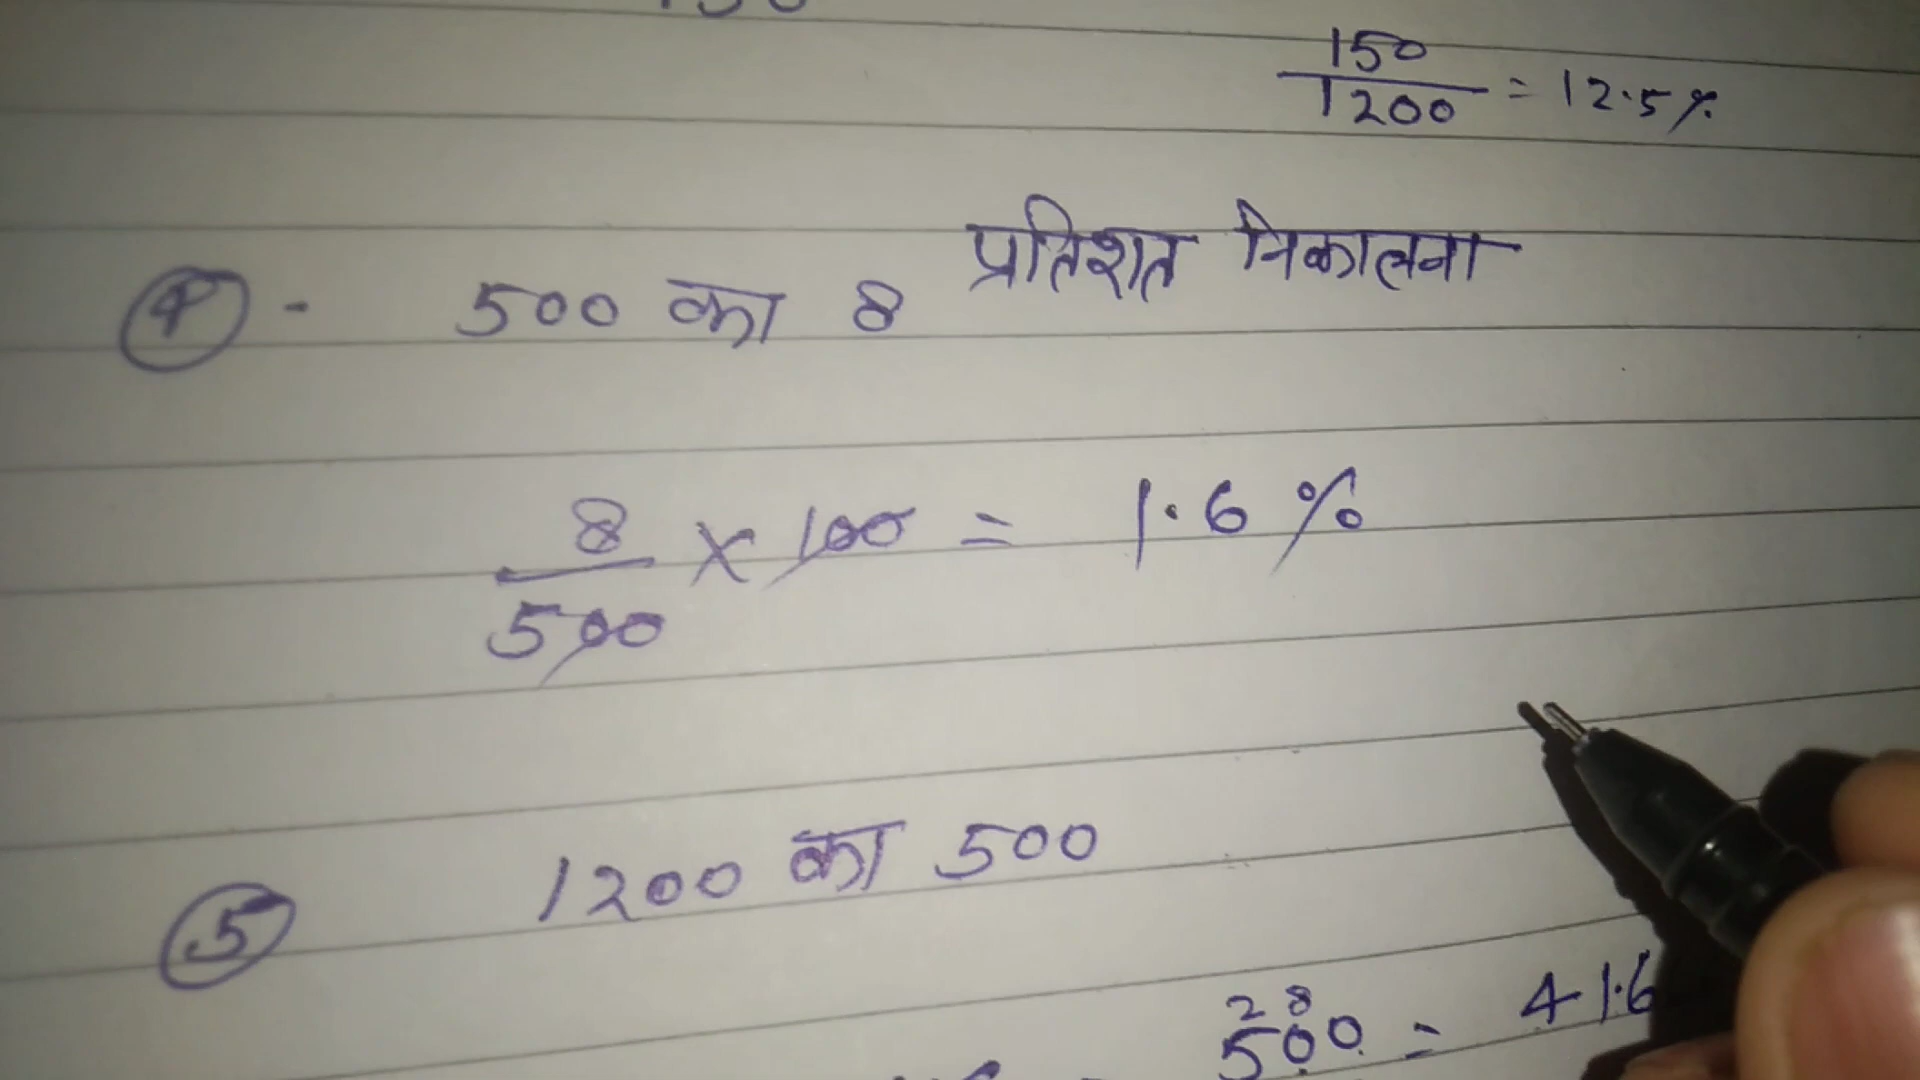 150
1200 = 12.5%
प्रतिशत निकालना
④ - 500 का 8
8
500 × 100 = 1.6 %
⑤ 1200 का 500
28
500 = 41.6